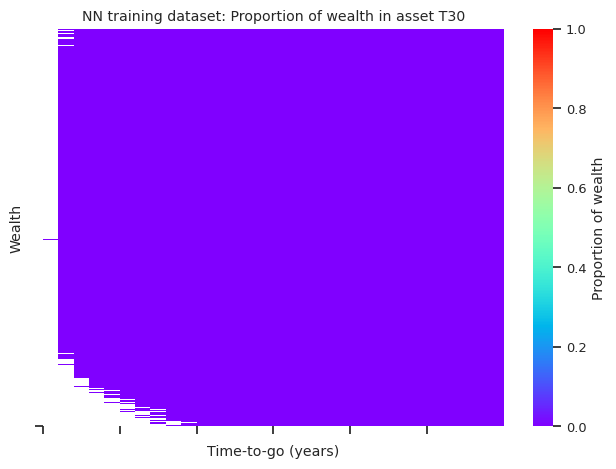 NN training dataset: Proportion of wealth in asset T30
Wealth
Time-to-go (years)
1.0
0.8
0.6
0.4
0.2
0.0
Proportion of wealth